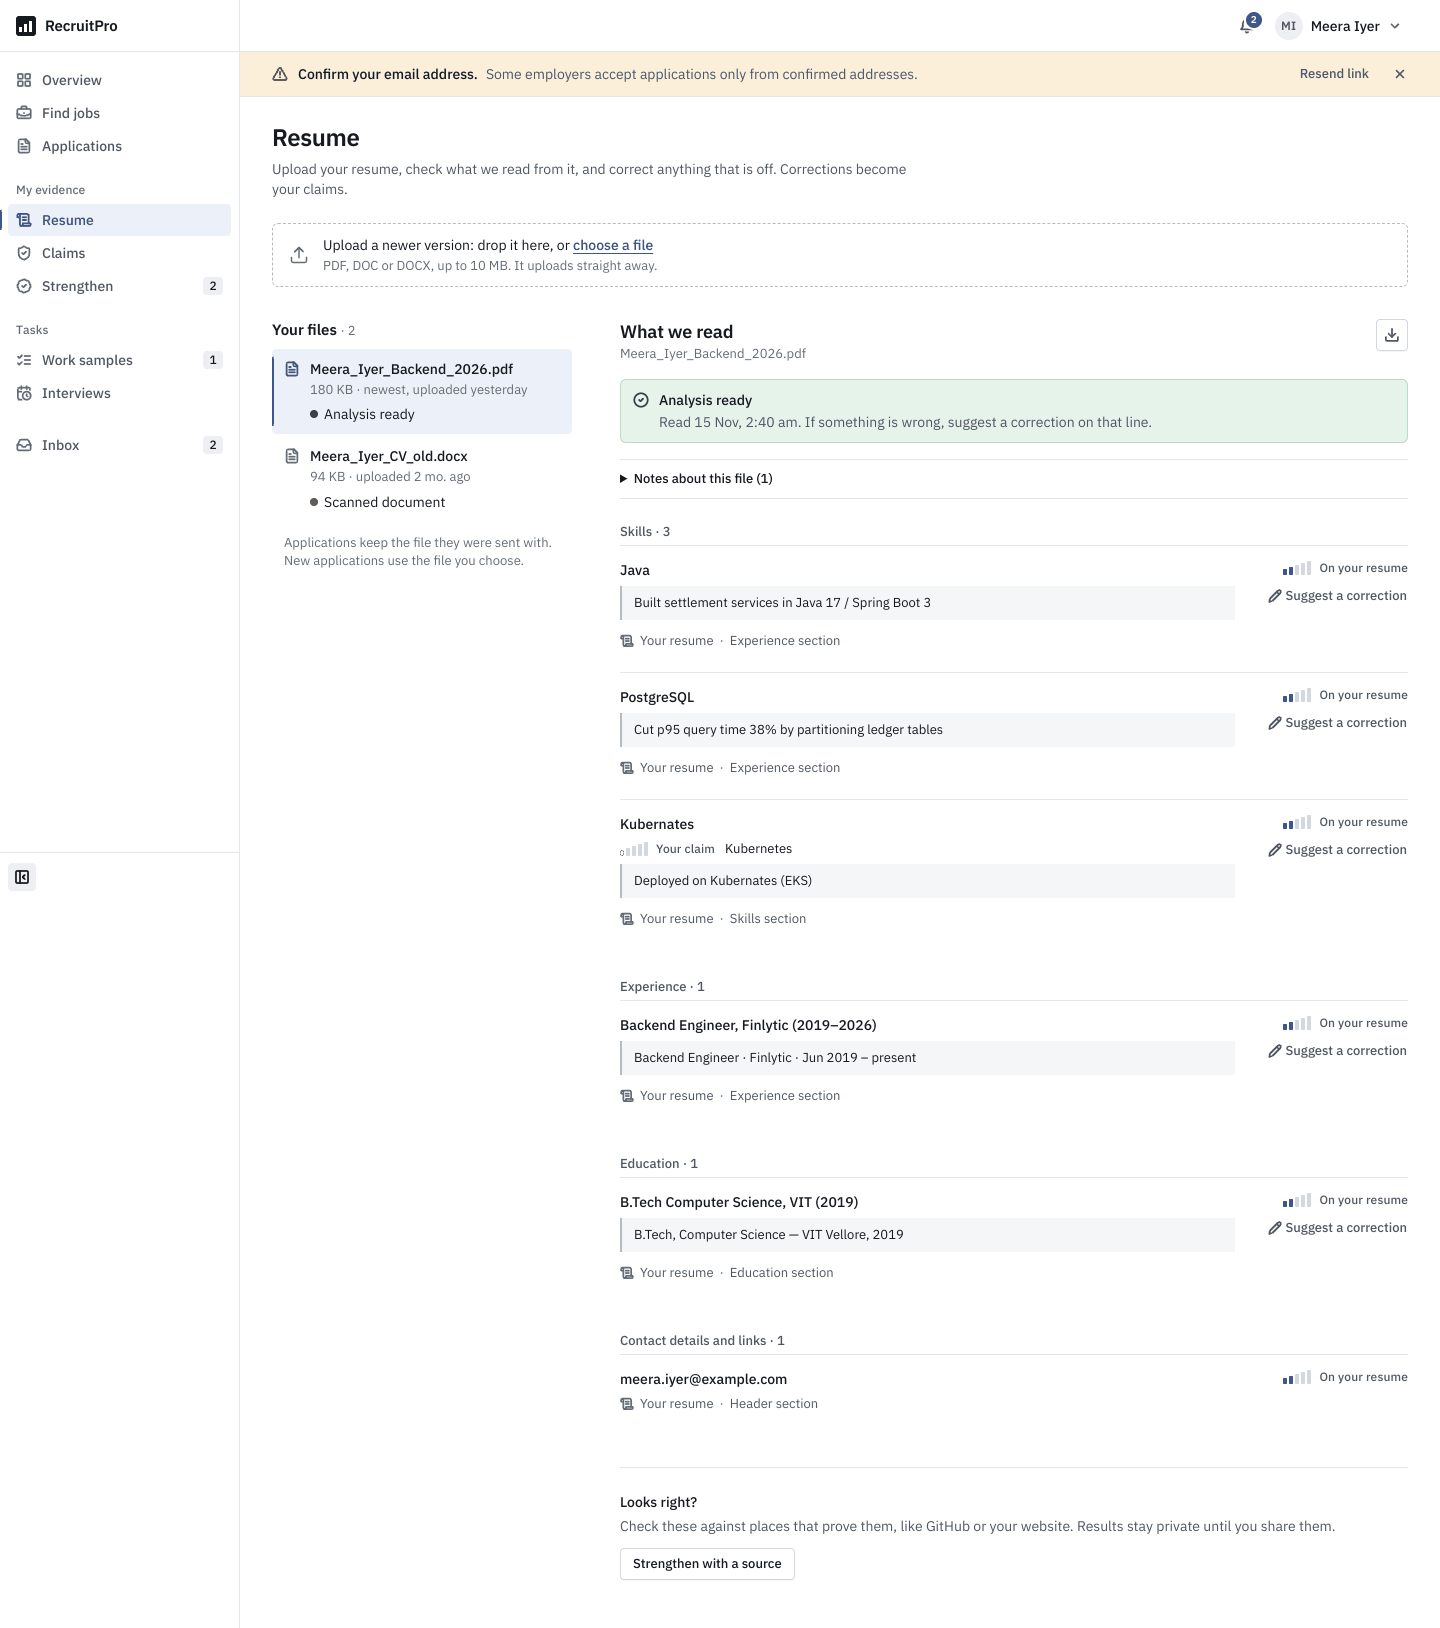 RecruitPro
2
MI
Meera Iyer
Overview
Find jobs
Applications
My evidence
Resume
Claims
Strengthen 2
Tasks
Work samples 1
Interviews
Inbox 2
Confirm your email address. Some employers accept applications only from confirmed addresses.
Resend link
Resume
Upload your resume, check what we read from it, and correct anything that is off. Corrections become
your claims.
Upload a newer version: drop it here, or choose a file
PDF, DOC or DOCX, up to 10 MB. It uploads straight away.
Your files · 2
Meera_Iyer_Backend_2026.pdf
180 KB · newest, uploaded yesterday
Analysis ready
Meera_Iyer_CV_old.docx
94 KB · uploaded 2 mo. ago
Scanned document
Applications keep the file they were sent with.
New applications use the file you choose.
What we read
Meera_Iyer_Backend_2026.pdf
Analysis ready
Read 15 Nov, 2:40 am. If something is wrong, suggest a correction on that line.
Notes about this file (1)
Skills · 3
Java
On your resume
Built settlement services in Java 17 / Spring Boot 3
Suggest a correction
Your resume · Experience section
PostgreSQL
On your resume
Cut p95 query time 38% by partitioning ledger tables
Suggest a correction
Your resume · Experience section
Kubernates
On your resume
Your claim Kubernetes
Suggest a correction
Deployed on Kubernates (EKS)
Your resume · Skills section
Experience · 1
Backend Engineer, Finlytic (2019–2026)
On your resume
Backend Engineer · Finlytic · Jun 2019 – present
Suggest a correction
Your resume · Experience section
Education · 1
B.Tech Computer Science, VIT (2019)
On your resume
B.Tech, Computer Science — VIT Vellore, 2019
Suggest a correction
Your resume · Education section
Contact details and links · 1
meera.iyer@example.com
On your resume
Your resume · Header section
Looks right?
Check these against places that prove them, like GitHub or your website. Results stay private until you share them.
Strengthen with a source